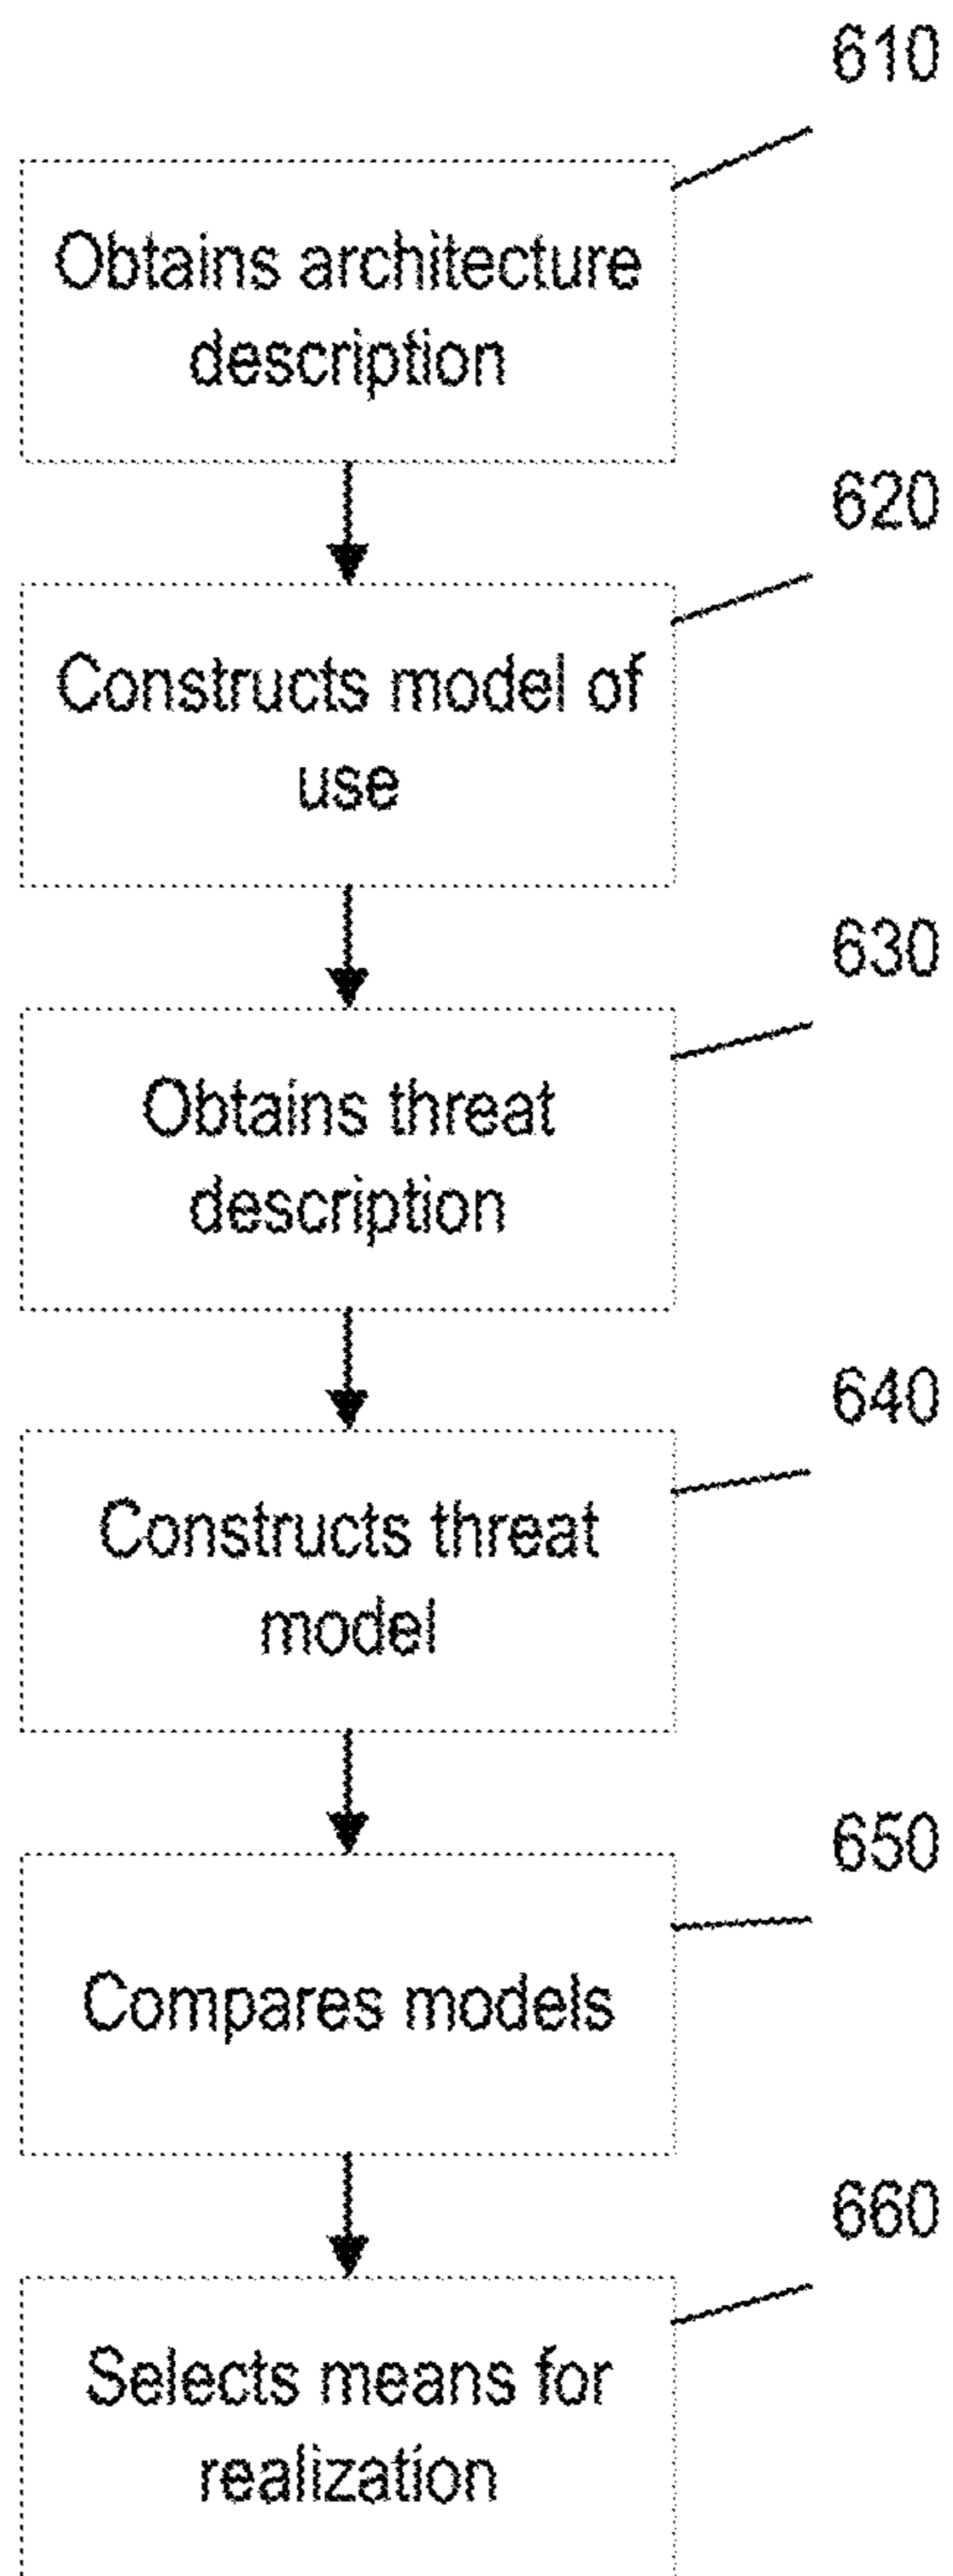 610
Obtains architecture
description
620
Constructs model of
use
630
Obtains threat
description
640
Constructs threat
model
650
Compares models
660
Selects means for
realization